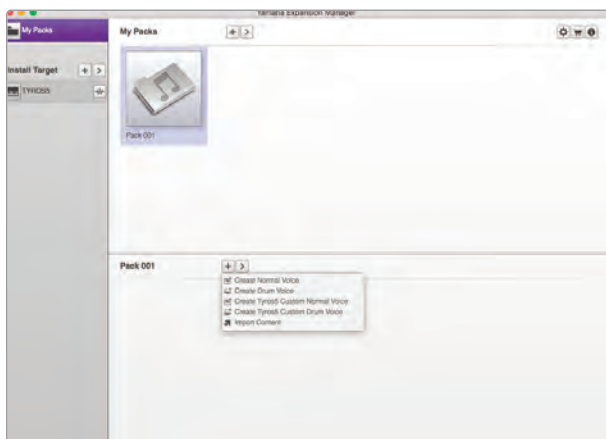 Yamaha Expansion Manager
My Packs
My Packs
Install Target
TYROS5
Pack 001
Pack 001
Create Normal Voice
Create Drum Voice
Create Tyros5 Custom Normal Voice
Create Tyros5 Custom Drum Voice
Import Content